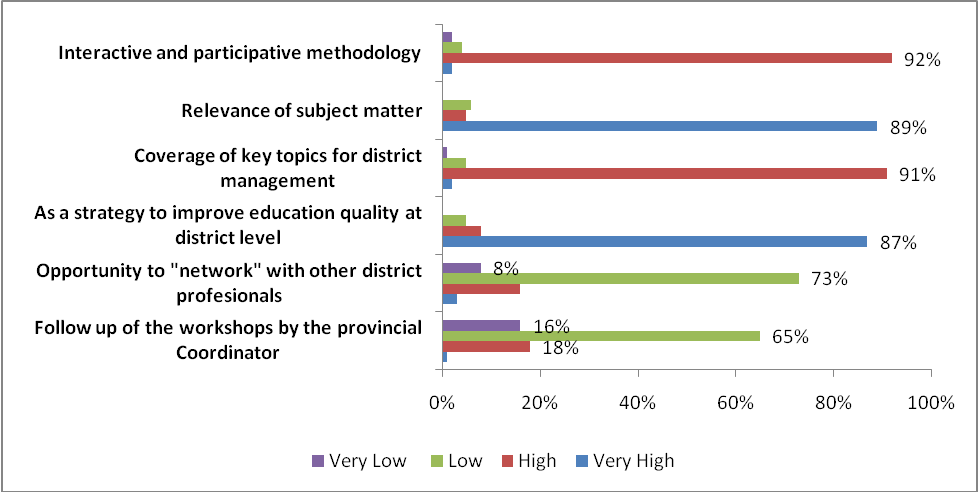 Interactive and participative methodology
92%
Relevance of subject matter
89%
Coverage of key topics for district
management
91%
As a strategy to improve education quality at
district level
87%
Opportunity to "network" with other district
profesionals
8%
73%
Follow up of the workshops by the provincial
Coordinator
16%
65%
18%
0% 20% 40% 60% 80% 100%
Very Low Low High Very High